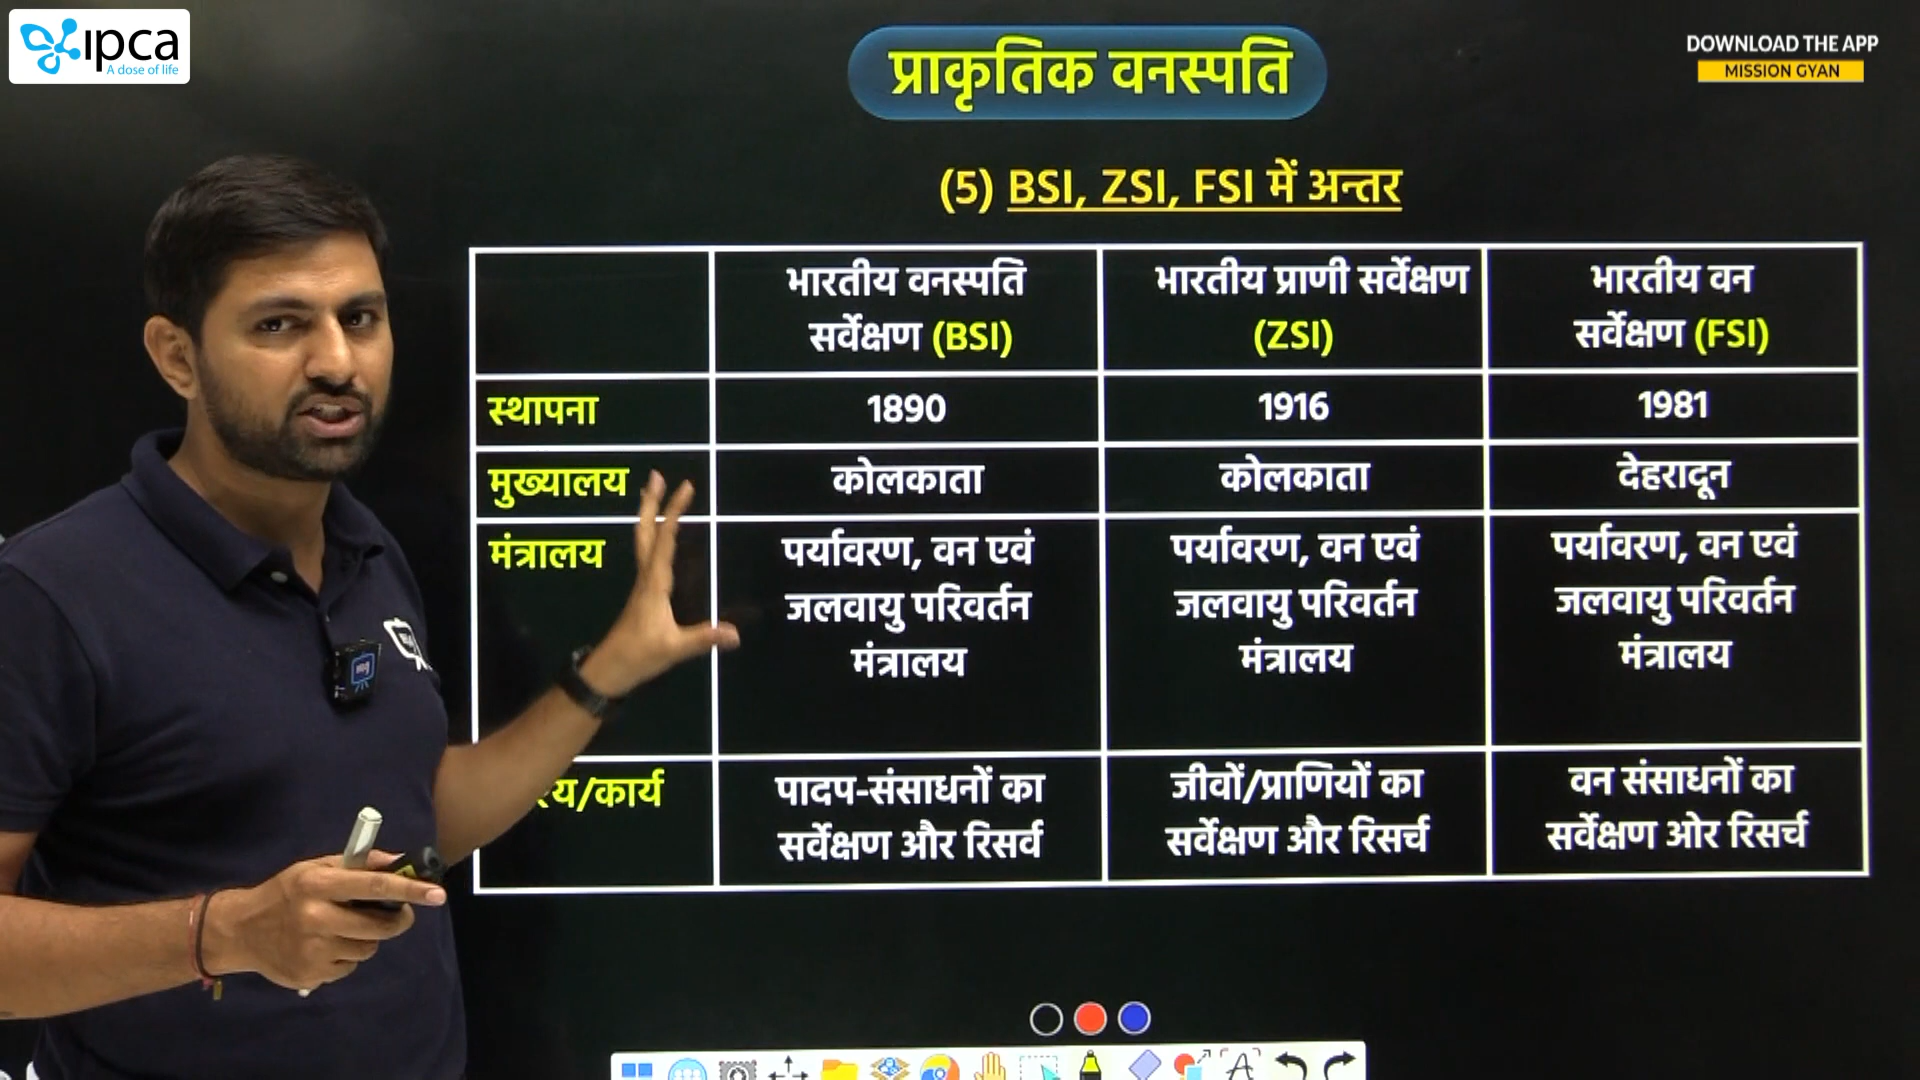 ipca
A dose of life
DOWNLOAD THE APP
MISSION GYAN
प्राकृतिक वनस्पति
(5) BSI, ZSI, FSI में अन्तर
भारतीय वनस्पति
सर्वेक्षण (BSI)
भारतीय प्राणी सर्वेक्षण
(ZSI)
भारतीय वन
सर्वेक्षण (FSI)
स्थापना
1890
1916
1981
मुख्यालय
कोलकाता
कोलकाता
देहरादून
मंत्रालय
पर्यावरण, वन एवं
जलवायु परिवर्तन
मंत्रालय
पर्यावरण, वन एवं
जलवायु परिवर्तन
मंत्रालय
पर्यावरण, वन एवं
जलवायु परिवर्तन
मंत्रालय
/कार्य
पादप-संसाधनों का
सर्वेक्षण और रिसर्व
जीवों/प्राणियों का
सर्वेक्षण और रिसर्च
वन संसाधनों का
सर्वेक्षण ओर रिसर्च